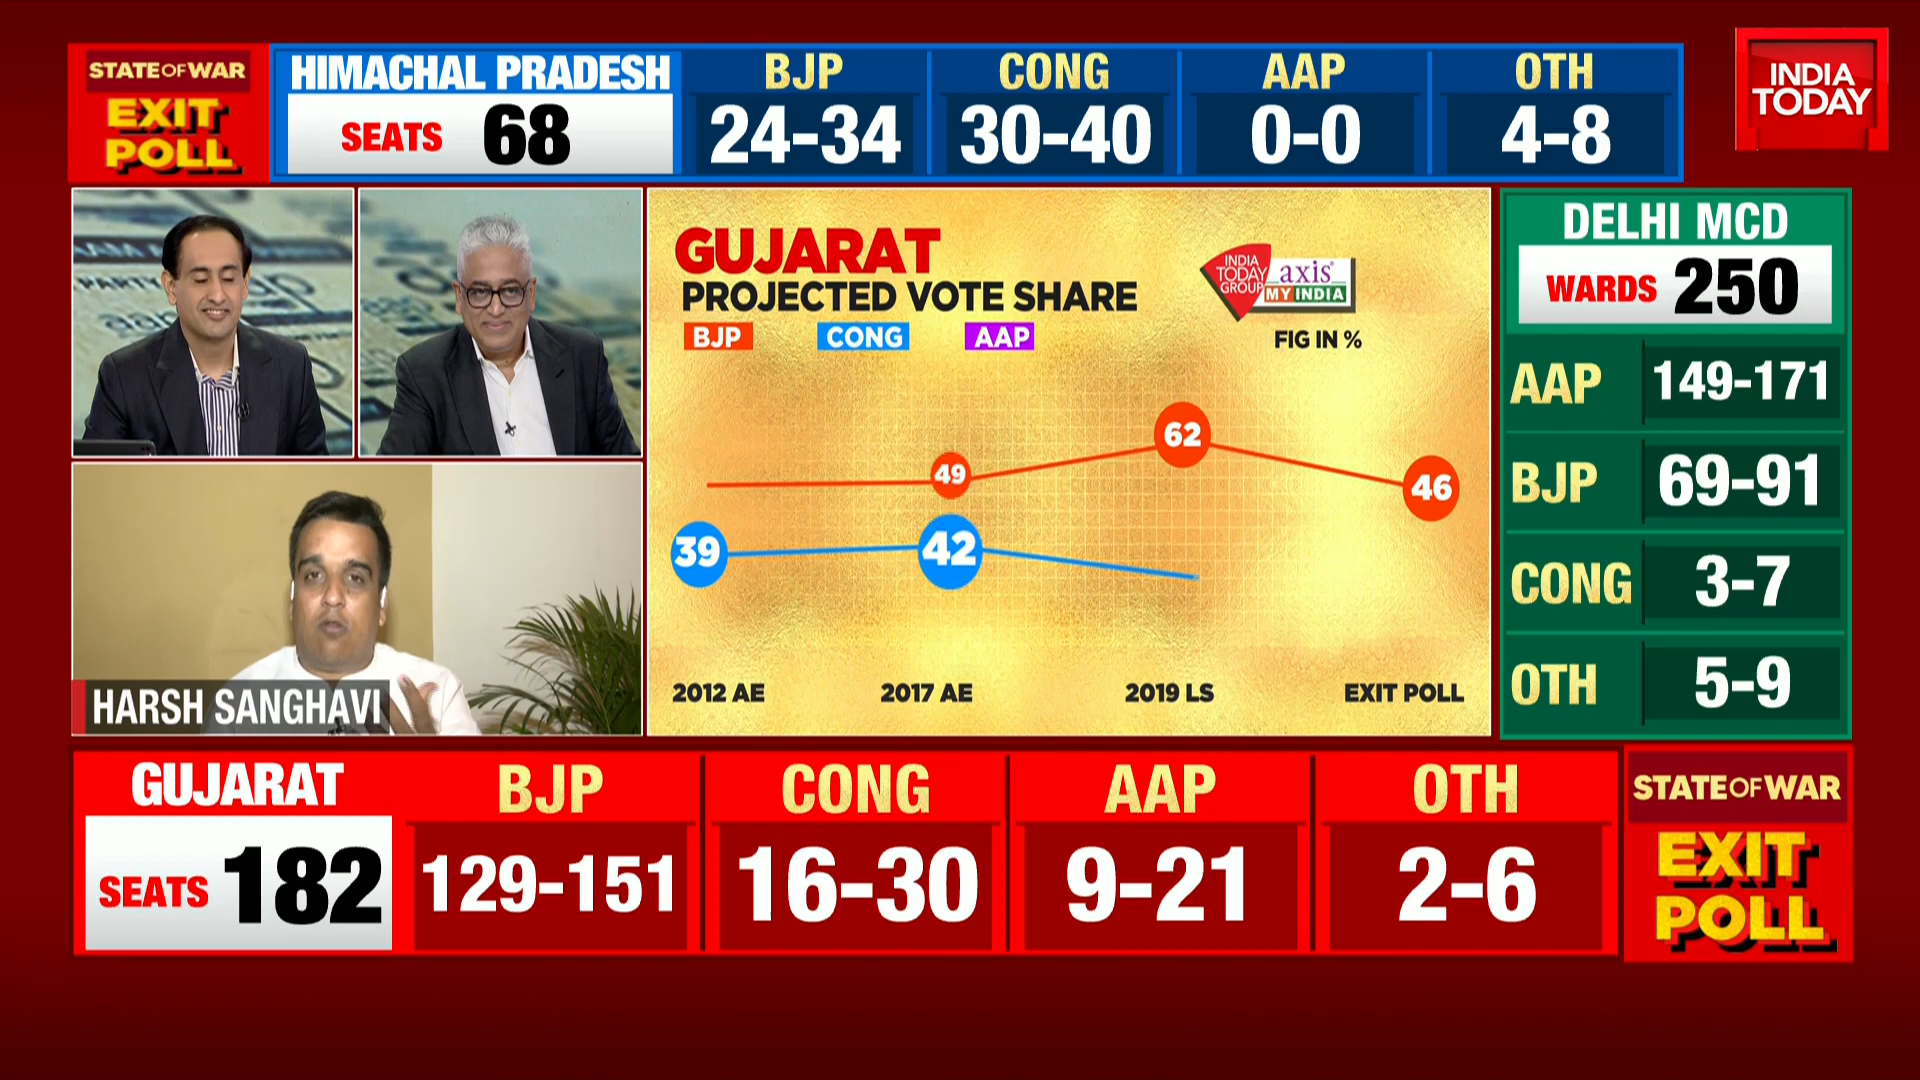 STATE OF WAR
EXIT
POLL
HIMACHAL PRADESH
SEATS 68
BJP
24-34
CONG
30-40
AAP
0-0
OTH
4-8
INDIA
TODAY
PARTY
GUJARAT
PROJECTED VOTE SHARE
INDIA
TODAY
GROUP
axis
MY INDIA
BJP CONG AAP
FIG IN %
62
49
46
39
42
2012 AE 2017 AE 2019 LS EXIT POLL
HARSH SANGHAVI
DELHI MCD
WARDS 250
AAP 149-171
BJP 69-91
CONG 3-7
OTH 5-9
GUJARAT
SEATS 182
BJP
129-151
CONG
16-30
AAP
9-21
OTH
2-6
STATE OF WAR
EXIT
POLL